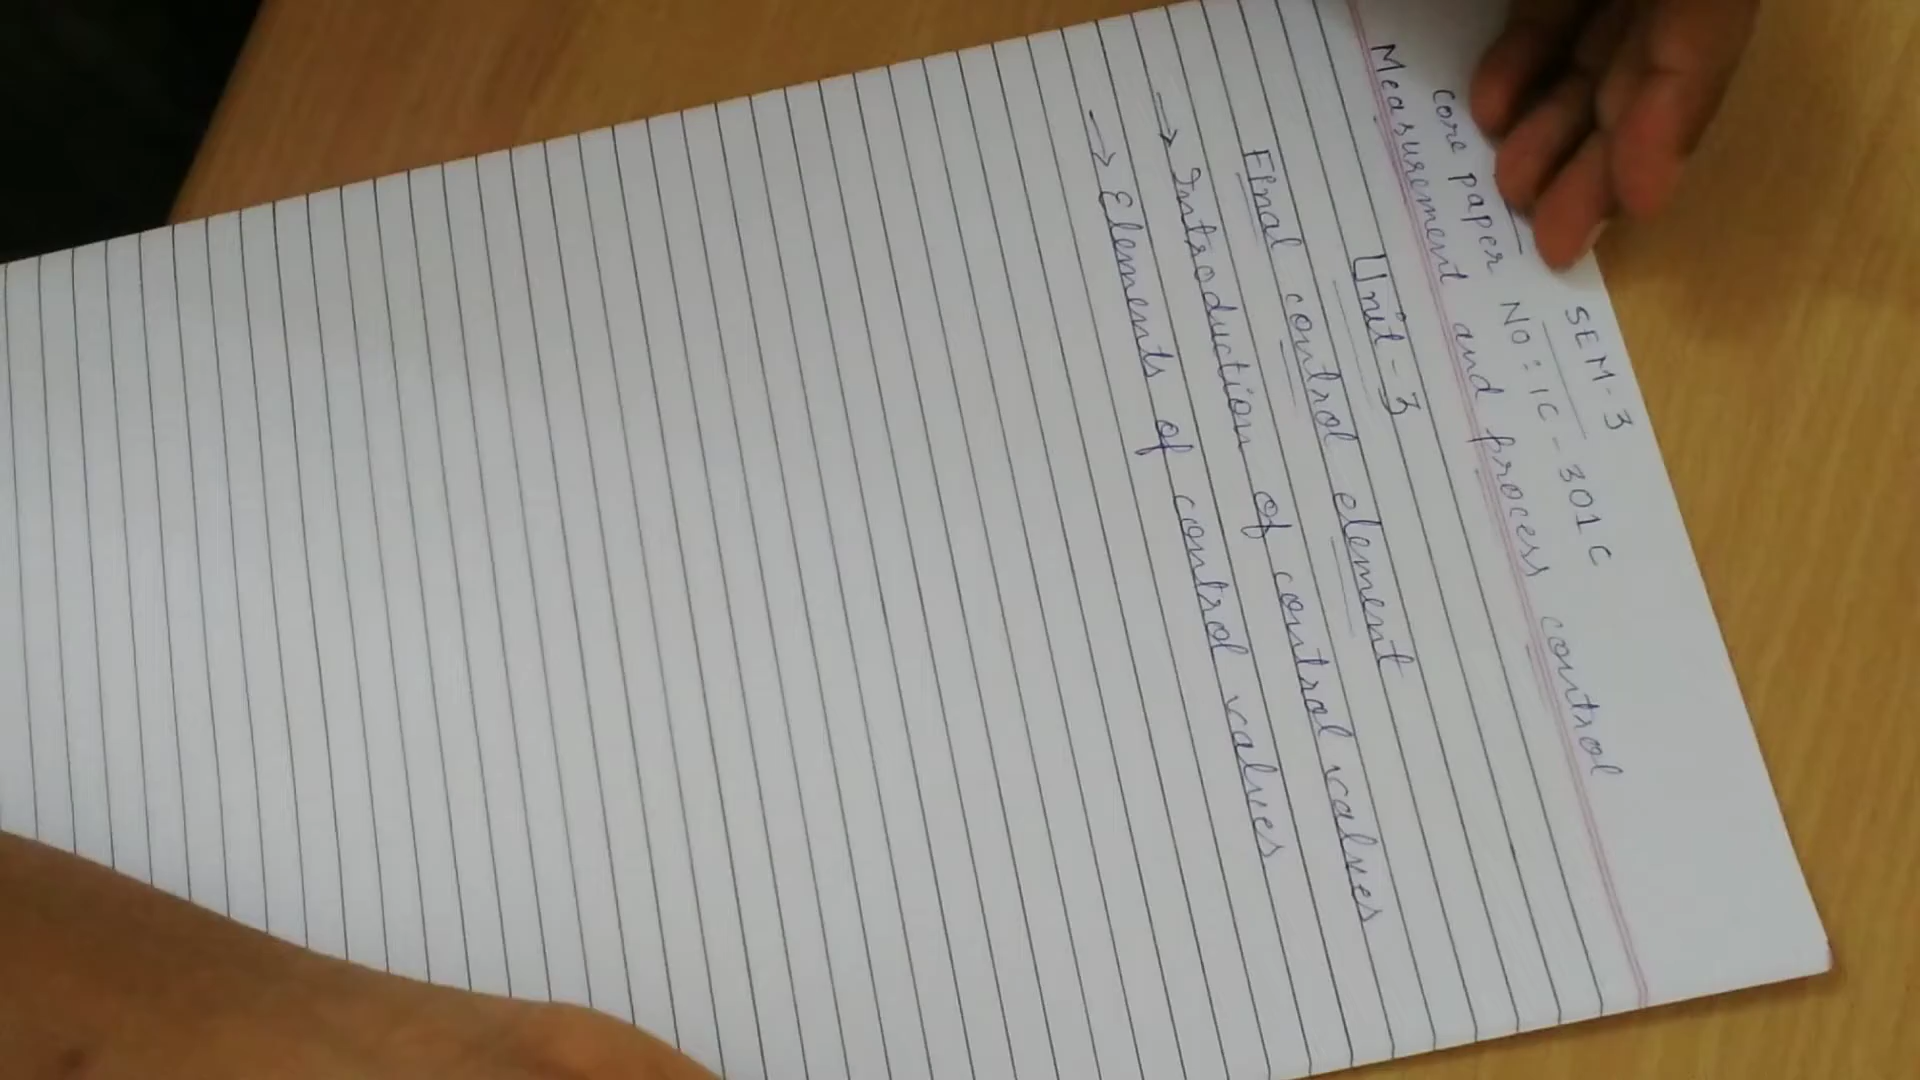 SEM-3
core paper No: IC-301C
Measurement and process control
Unit-3
Final control element
→ Introduction of control valves
→ Elements of control valves